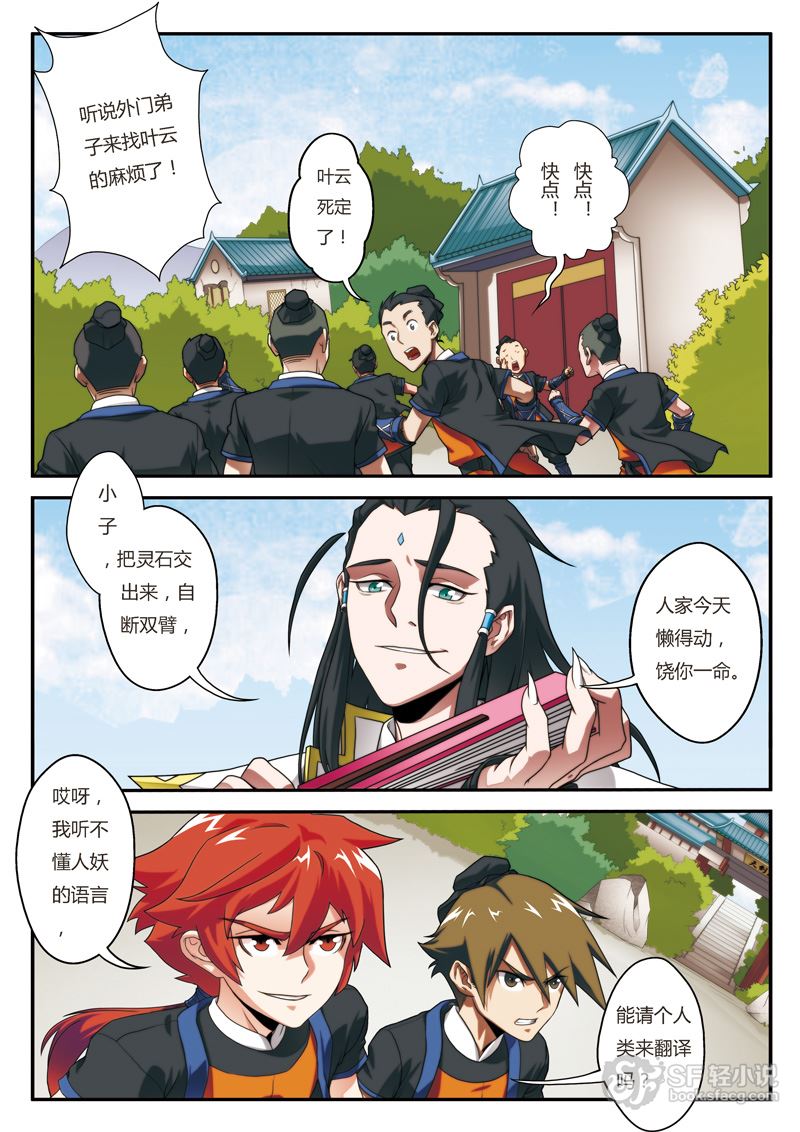 听说外门弟
子来找叶云
的麻烦了！
叶云
死定
了！
快点！
快点！
小
子
，把灵石交
出来，自
断双臂，
人家今天
懒得动，
饶你一命。
哎呀，
我听不
懂人妖
的语言
，
能请个人
类来翻译
吗？
SF轻小说
book.sfacg.com